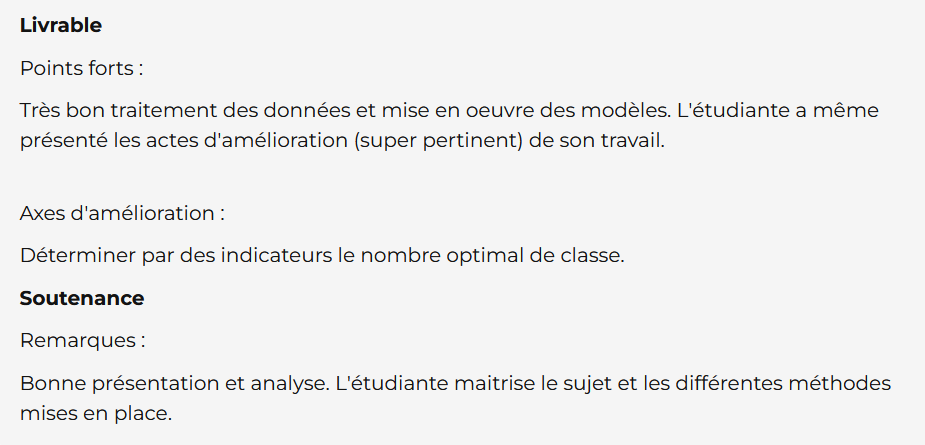 Livrable
Points forts :
Très bon traitement des données et mise en oeuvre des modèles. L'étudiante a même
présenté les actes d'amélioration (super pertinent) de son travail.
Axes d'amélioration :
Déterminer par des indicateurs le nombre optimal de classe.
Soutenance
Remarques :
Bonne présentation et analyse. L'étudiante maitrise le sujet et les différentes méthodes
mises en place.